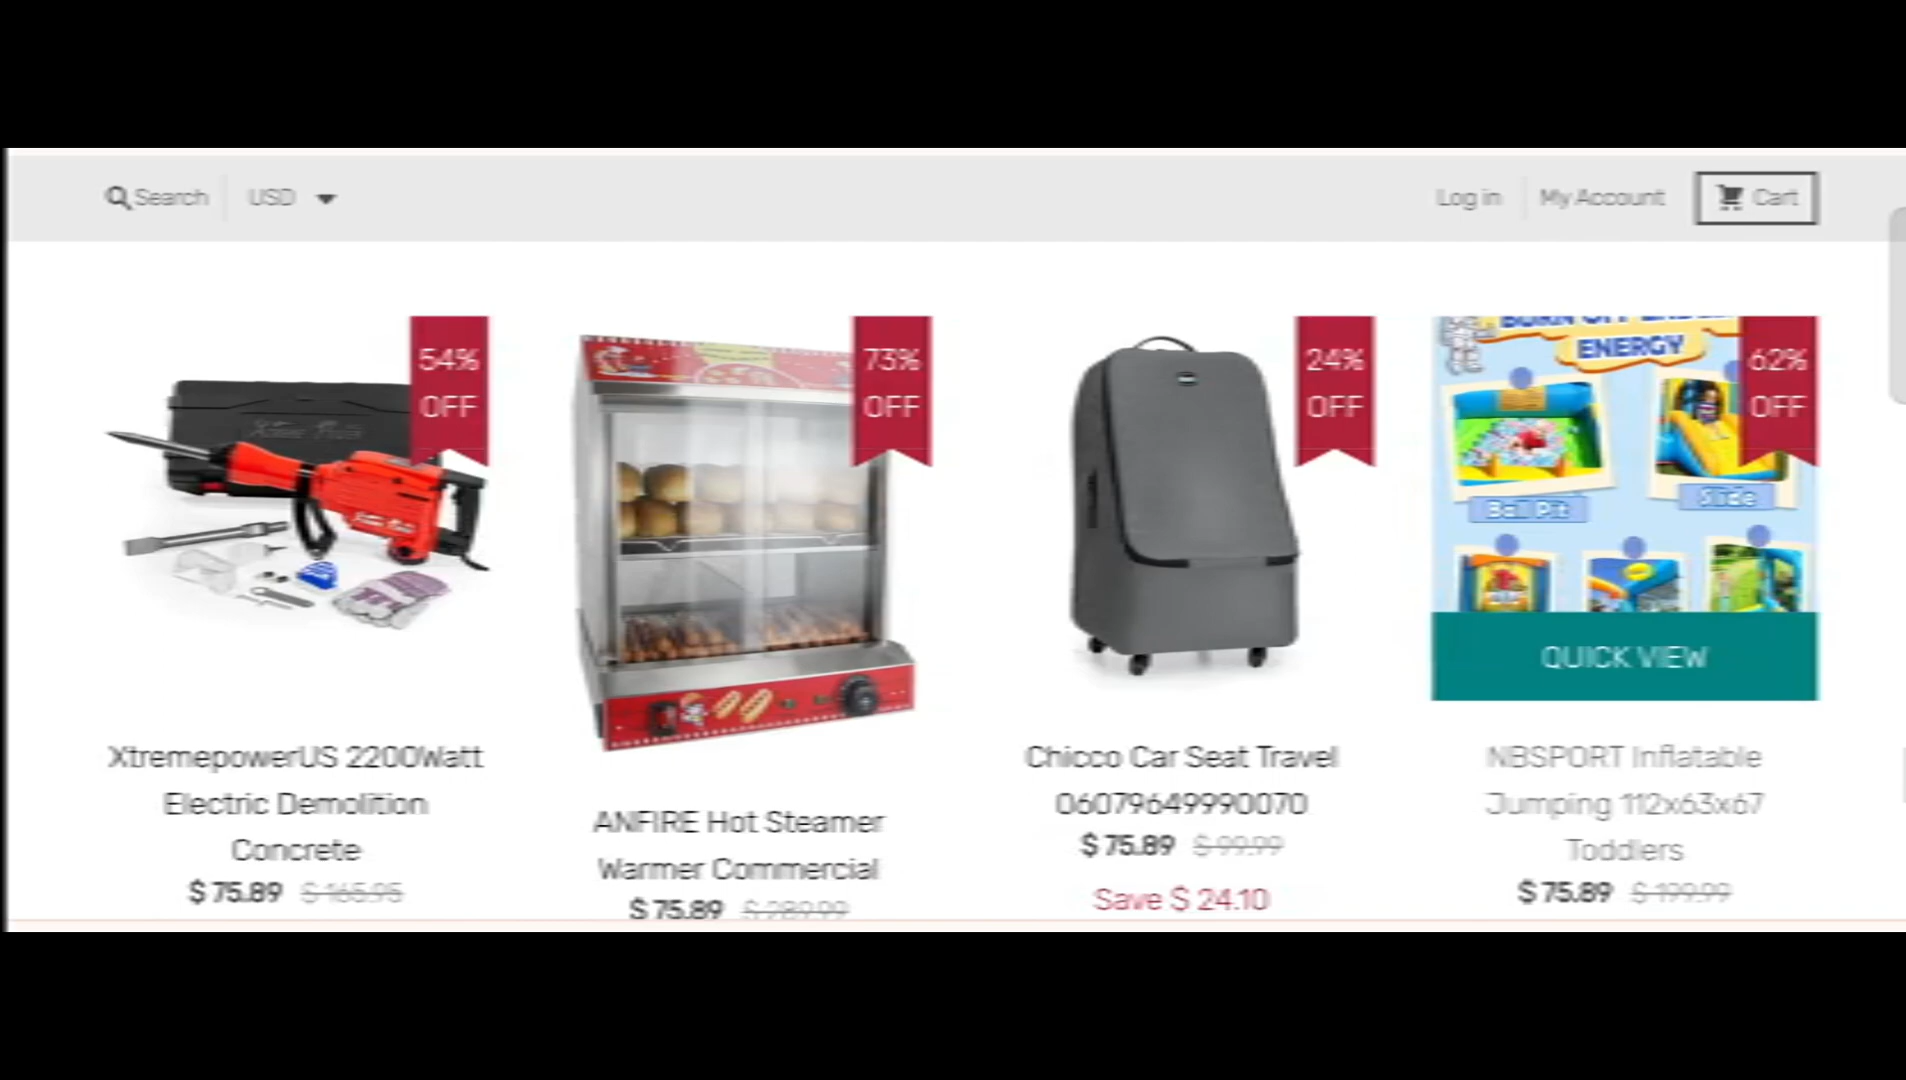 Search
USD
Log in
My Account
Cart
54%
OFF
73%
OFF
24%
OFF
ENERGY
62%
OFF
Ball Pit
Slide
QUICK VIEW
XtremepowerUS 2200Watt
Electric Demolition
Concrete
$ 75.89 $ 165.95
ANFIRE Hot Steamer
Warmer Commercial
$ 75.89 $ 289.99
Chicco Car Seat Travel
06079649990070
$ 75.89 $ 99.99
Save $ 24.10
NBSPORT Inflatable
Jumping 112x63x67
Toddlers
$ 75.89 $ 199.99